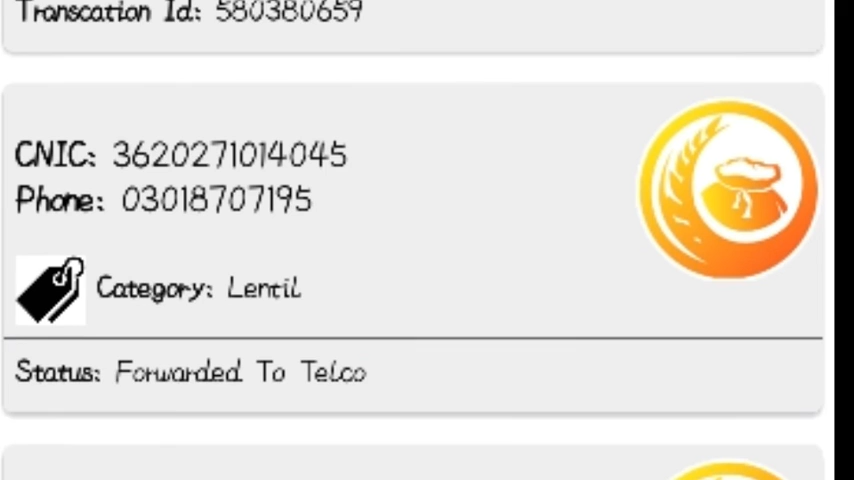 Transcation Id: 580380659
CNIC: 3620271014045
Phone: 03018707195
Category: Lentil
Status: Forwarded To Telco